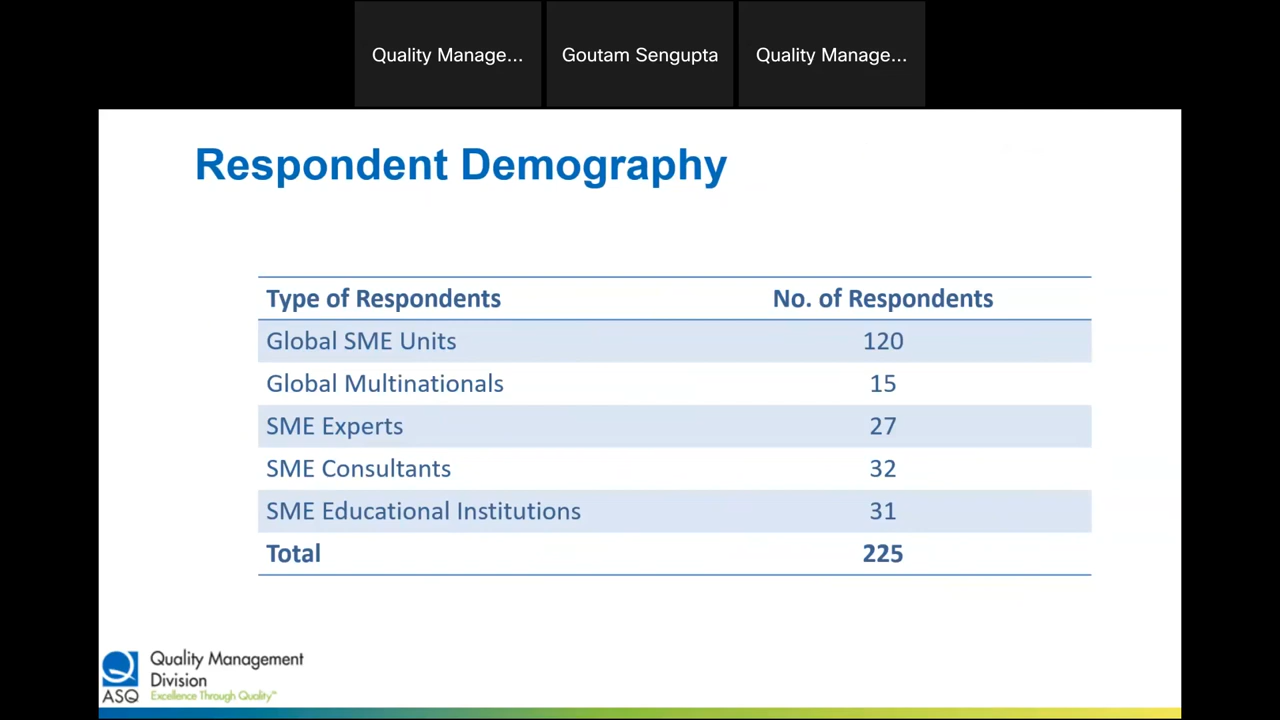 Quality Manage...
Goutam Sengupta
Quality Manage...
Respondent Demography
Type of Respondents No. of Respondents
Global SME Units 120
Global Multinationals 15
SME Experts 27
SME Consultants 32
SME Educational Institutions 31
Total 225
Quality Management
Division
ASQ Excellence Through Quality™